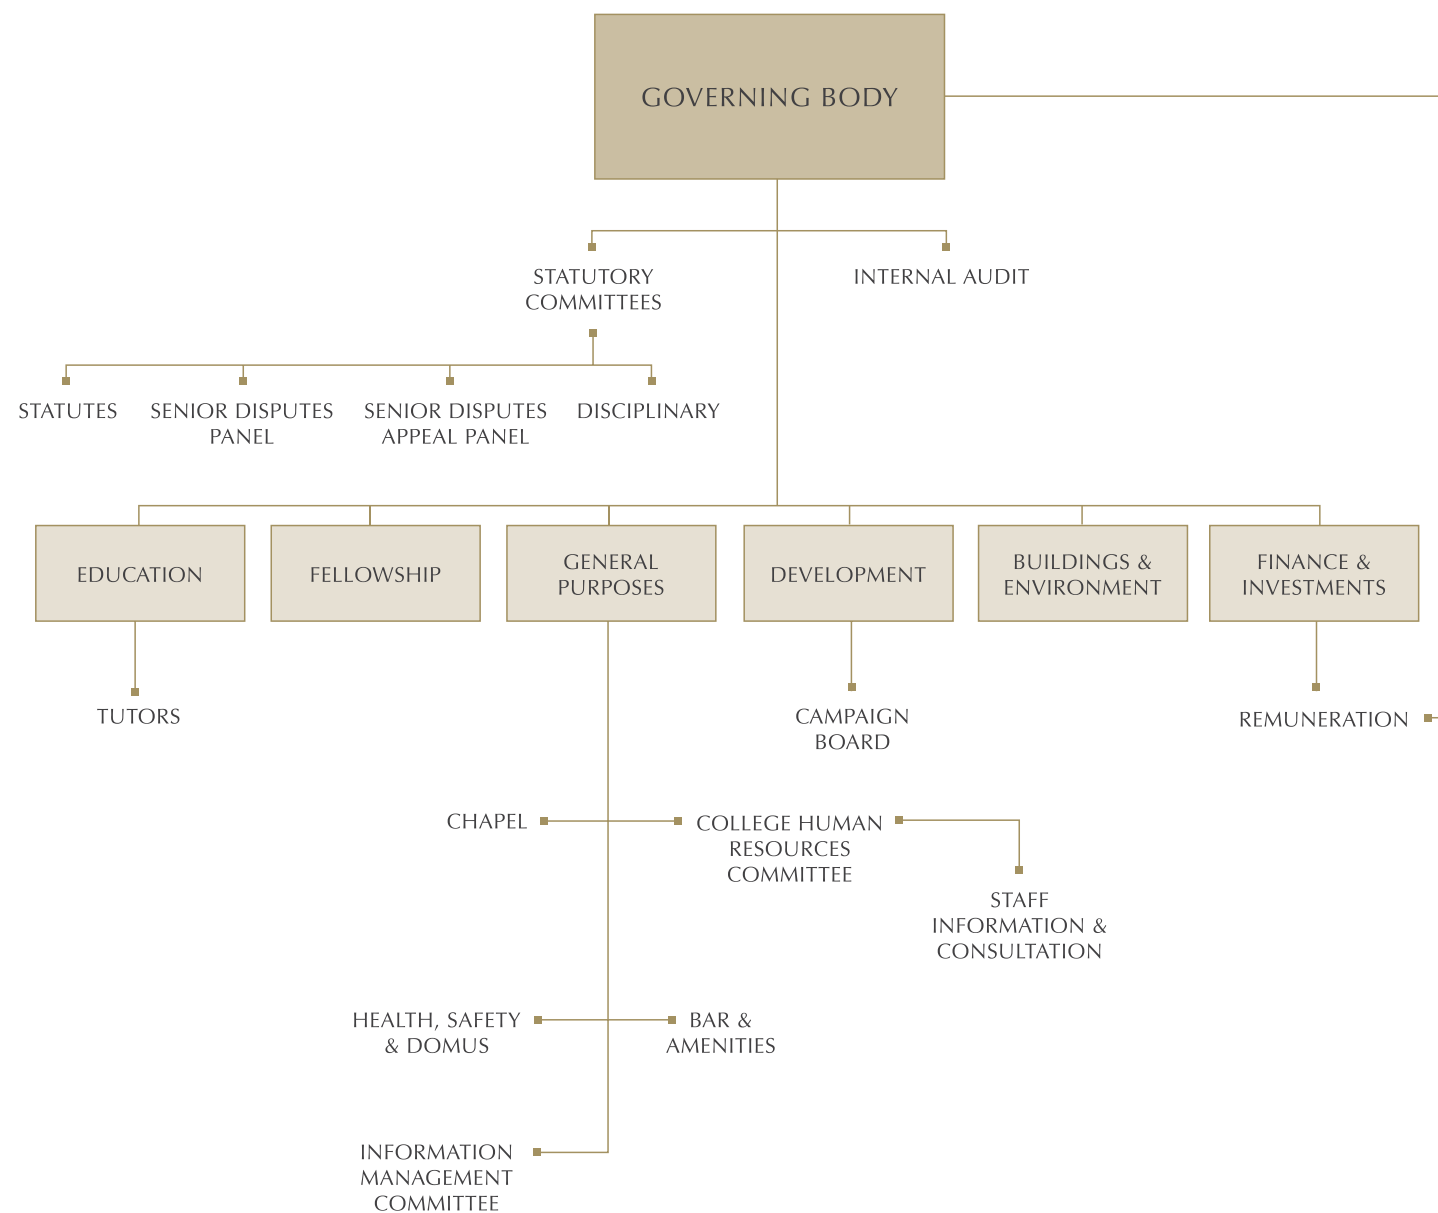 GOVERNING BODY
STATUTORY
COMMITTEES
INTERNAL AUDIT
STATUTES
SENIOR DISPUTES
PANEL
SENIOR DISPUTES
APPEAL PANEL
DISCIPLINARY
EDUCATION
FELLOWSHIP
GENERAL
PURPOSES
DEVELOPMENT
BUILDINGS &
ENVIRONMENT
FINANCE &
INVESTMENTS
TUTORS
CAMPAIGN
BOARD
REMUNERATION
CHAPEL
COLLEGE HUMAN
RESOURCES
COMMITTEE
STAFF
INFORMATION &
CONSULTATION
HEALTH, SAFETY
& DOMUS
BAR &
AMENITIES
INFORMATION
MANAGEMENT
COMMITTEE